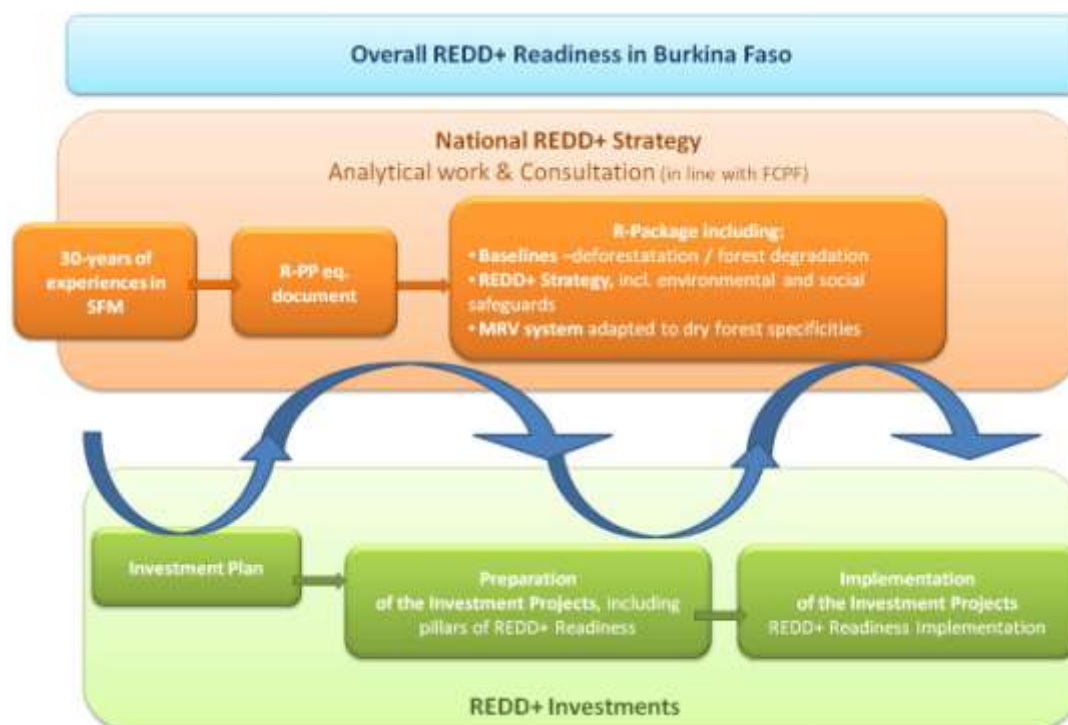 Overall REDD+ Readiness in Burkina Faso
National REDD+ Strategy
Analytical work & Consultation (in line with FCPF)
30-years of
experiences in
SFM
R-PP eq.
document
R-Package including:
• Baselines –deforestatation / forest degradation
• REDD+ Strategy, incl. environmental and social
safeguards
• MRV system adapted to dry forest specificities
Investment Plan
Preparation
of the Investment Projects, including
pillars of REDD+ Readiness
Implementation
of the Investment Projects
REDD+ Readiness Implementation
REDD+ Investments